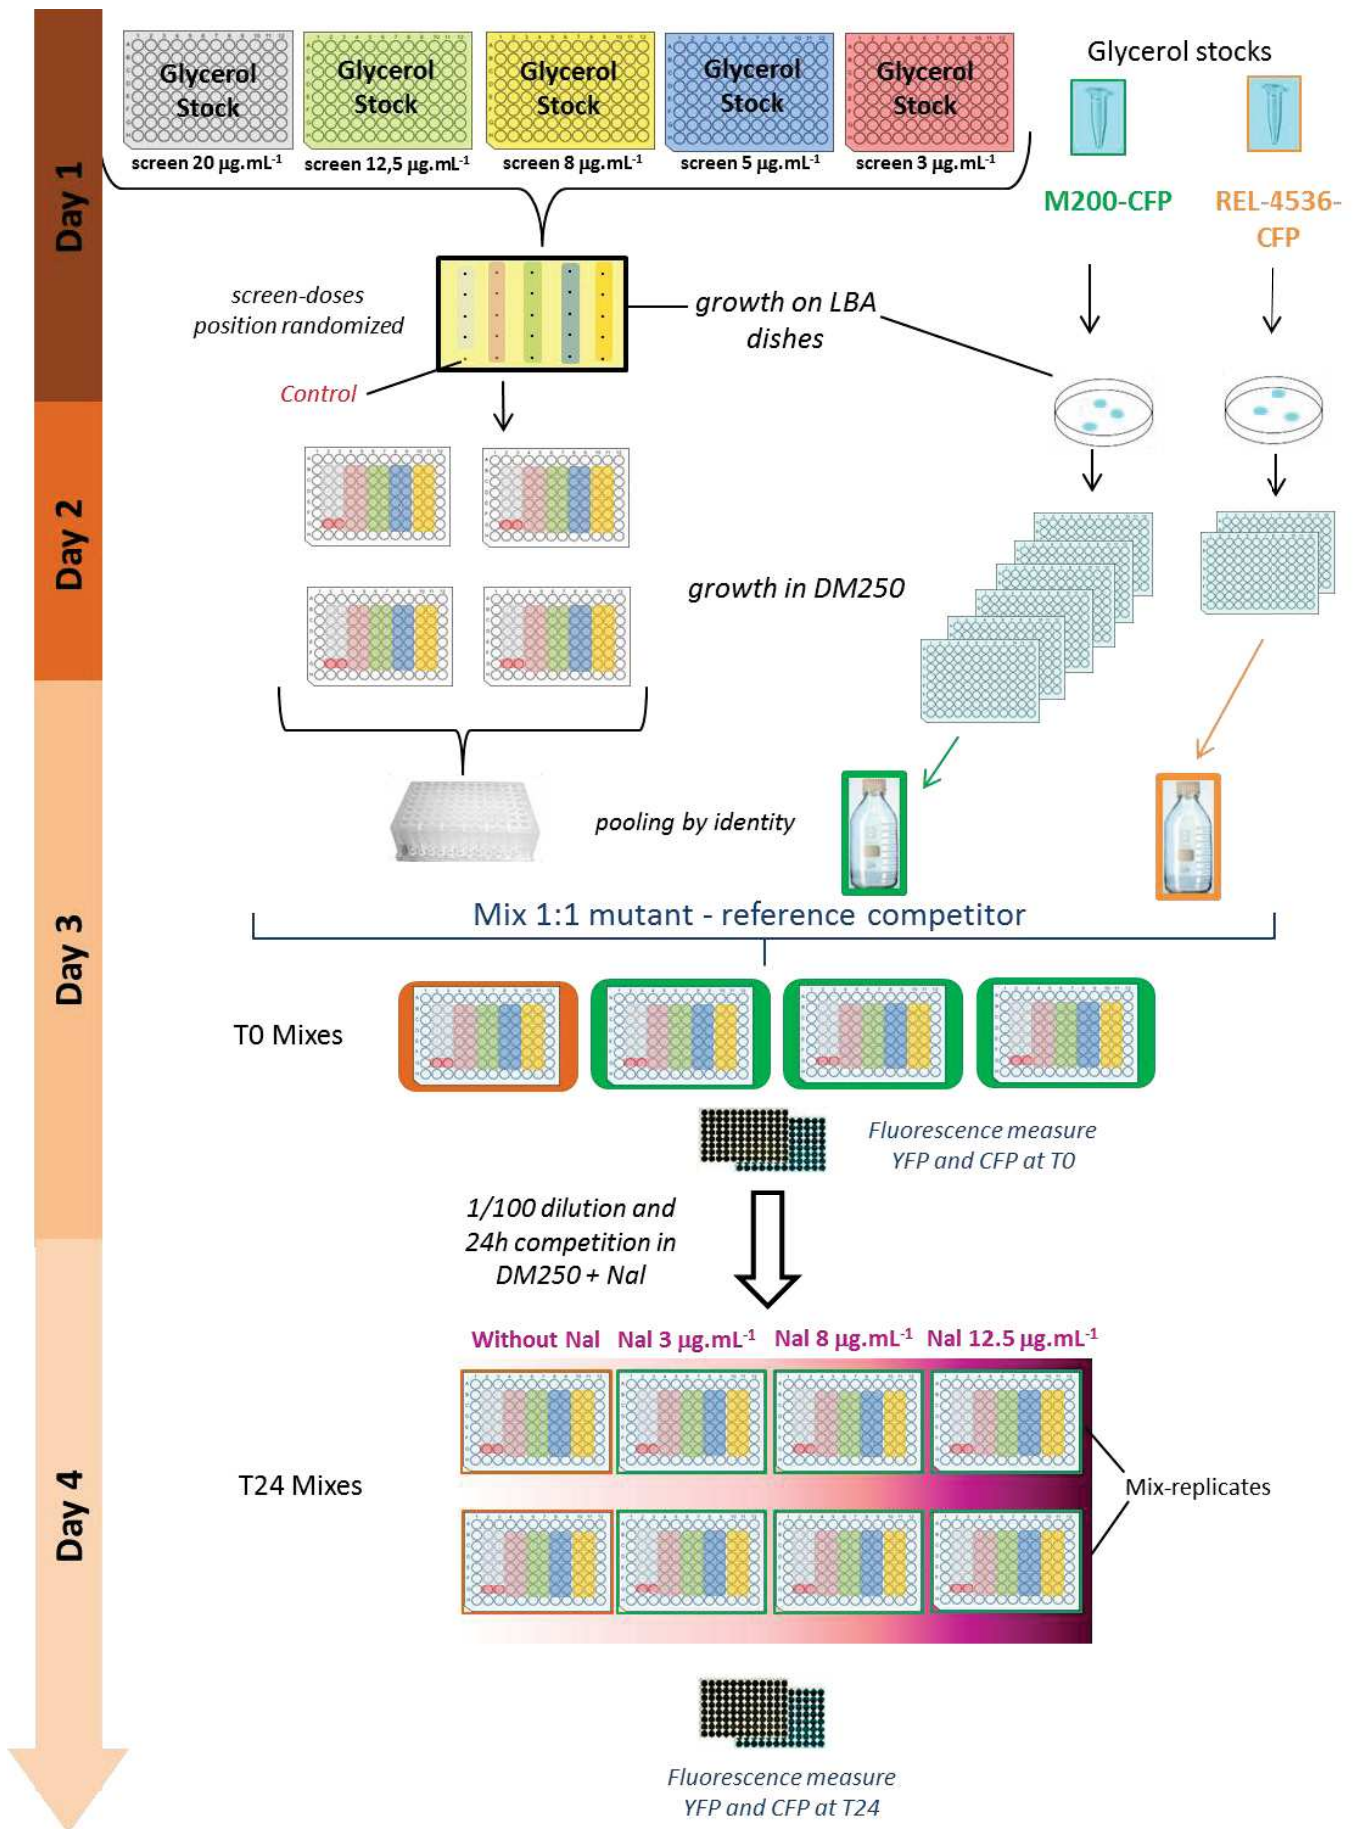 Glycerol
Stock
Glycerol
Stock
Glycerol
Stock
Glycerol
Stock
Glycerol
Stock
screen 20 µg.mL⁻¹
screen 12,5 µg.mL⁻¹
screen 8 µg.mL⁻¹
screen 5 µg.mL⁻¹
screen 3 µg.mL⁻¹
Glycerol stocks
M200-CFP
REL-4536-
CFP
Day 1
screen-doses
position randomized
growth on LBA
dishes
Control
Day 2
growth in DM250
Day 3
pooling by identity
Mix 1:1 mutant - reference competitor
T0 Mixes
Fluorescence measure
YFP and CFP at T0
1/100 dilution and
24h competition in
DM250 + Nal
Day 4
Without Nal
Nal 3 µg.mL⁻¹
Nal 8 µg.mL⁻¹
Nal 12.5 µg.mL⁻¹
T24 Mixes
Mix-replicates
Fluorescence measure
YFP and CFP at T24